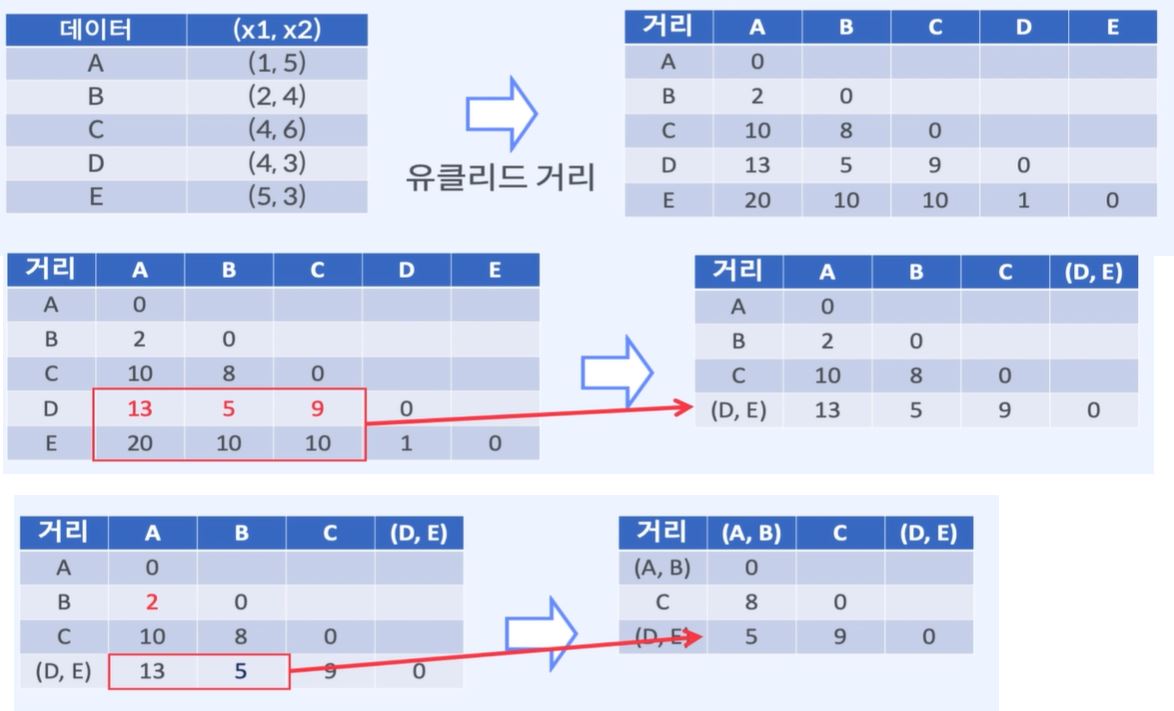 데이터 (x1, x2)
A (1, 5)
B (2, 4)
C (4, 6)
D (4, 3)
E (5, 3)
유클리드 거리
거리 A B C D E
A 0
B 2 0
C 10 8 0
D 13 5 9 0
E 20 10 10 1 0
거리 A B C D E
A 0
B 2 0
C 10 8 0
D 13 5 9 0
E 20 10 10 1 0
거리 A B C (D, E)
A 0
B 2 0
C 10 8 0
(D, E) 13 5 9 0
거리 A B C (D, E)
A 0
B 2 0
C 10 8 0
(D, E) 13 5 9 0
거리 (A, B) C (D, E)
(A, B) 0
C 8 0
(D, E) 5 9 0